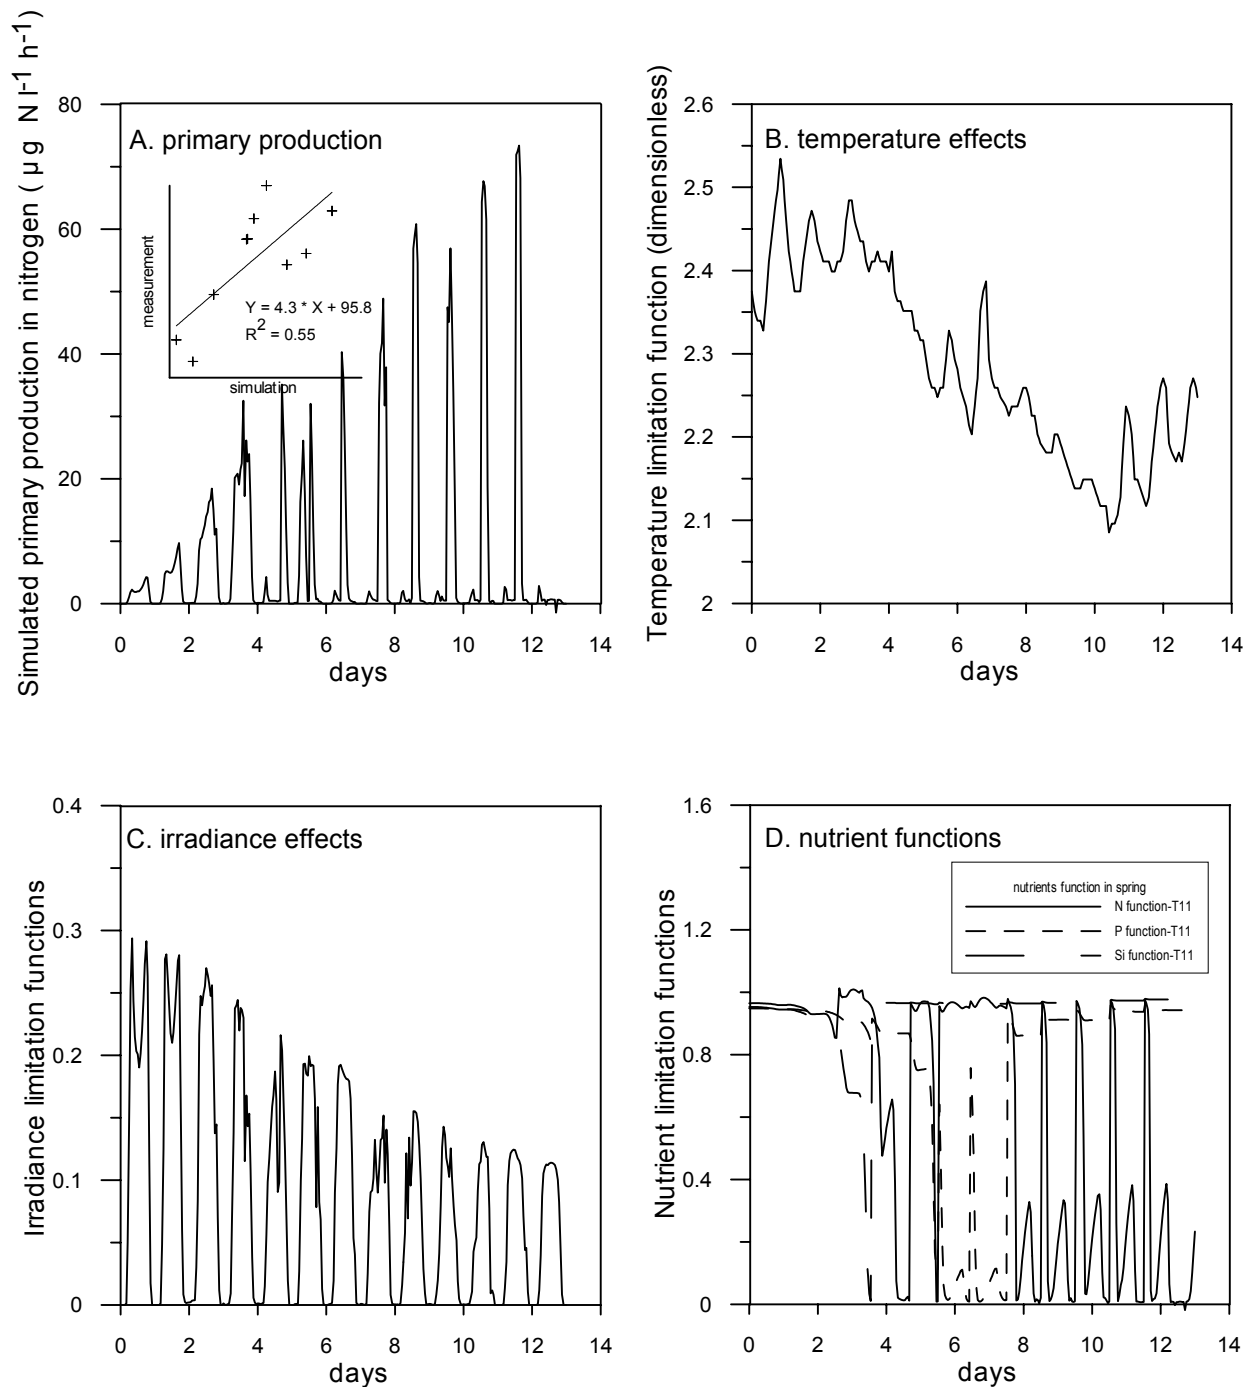 Simulated primary production in nitrogen ( µg N l-1 h-1)
80
60
40
20
0
A. primary production
measurement
Y = 4.3 * X + 95.8
R2 = 0.55
simulation
0 2 4 6 8 10 12 14
days
Temperature limitation function (dimensionless)
2.6
2.5
2.4
2.3
2.2
2.1
2
B. temperature effects
0 2 4 6 8 10 12 14
days
Irradiance limitation functions
0.4
0.3
0.2
0.1
0
C. irradiance effects
0 2 4 6 8 10 12 14
days
Nutrient limitation functions
1.6
1.2
0.8
0.4
0
D. nutrient functions
nutrients function in spring
N function-T11
P function-T11
Si function-T11
0 2 4 6 8 10 12 14
days